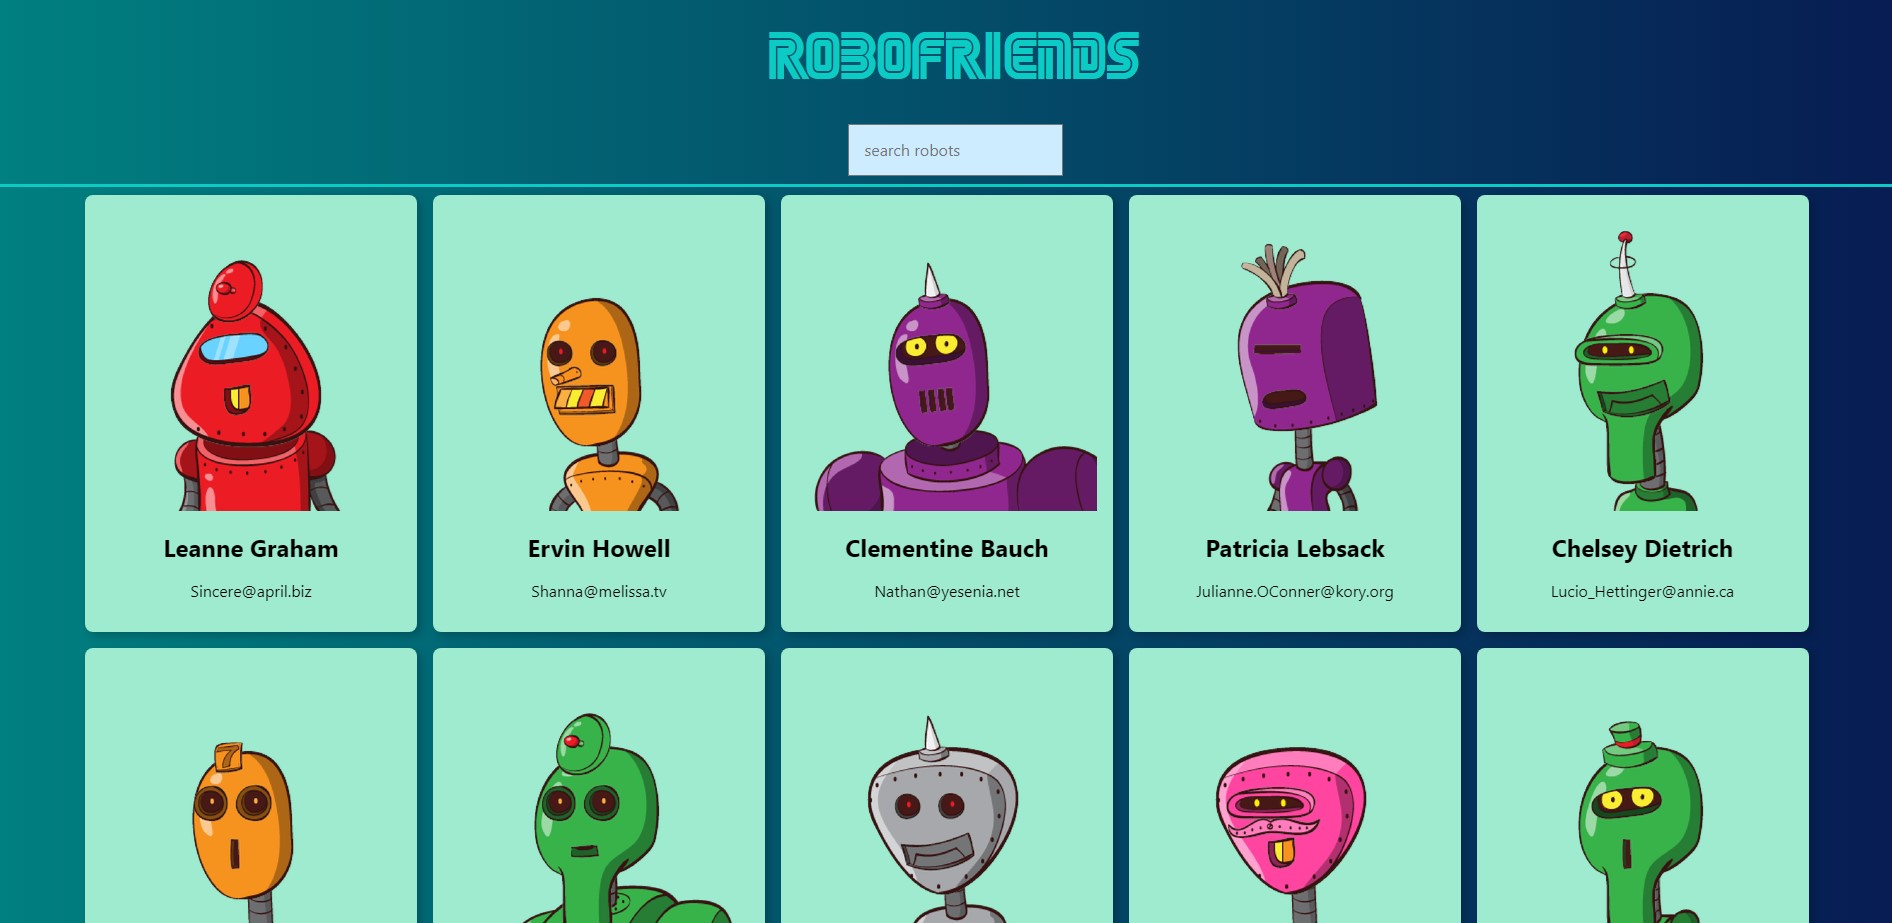 ROBOFRIENDS
search robots
Leanne Graham
Sincere@april.biz
Ervin Howell
Shanna@melissa.tv
Clementine Bauch
Nathan@yesenia.net
Patricia Lebsack
Julianne.OConner@kory.org
Chelsey Dietrich
Lucio_Hettinger@annie.ca
7